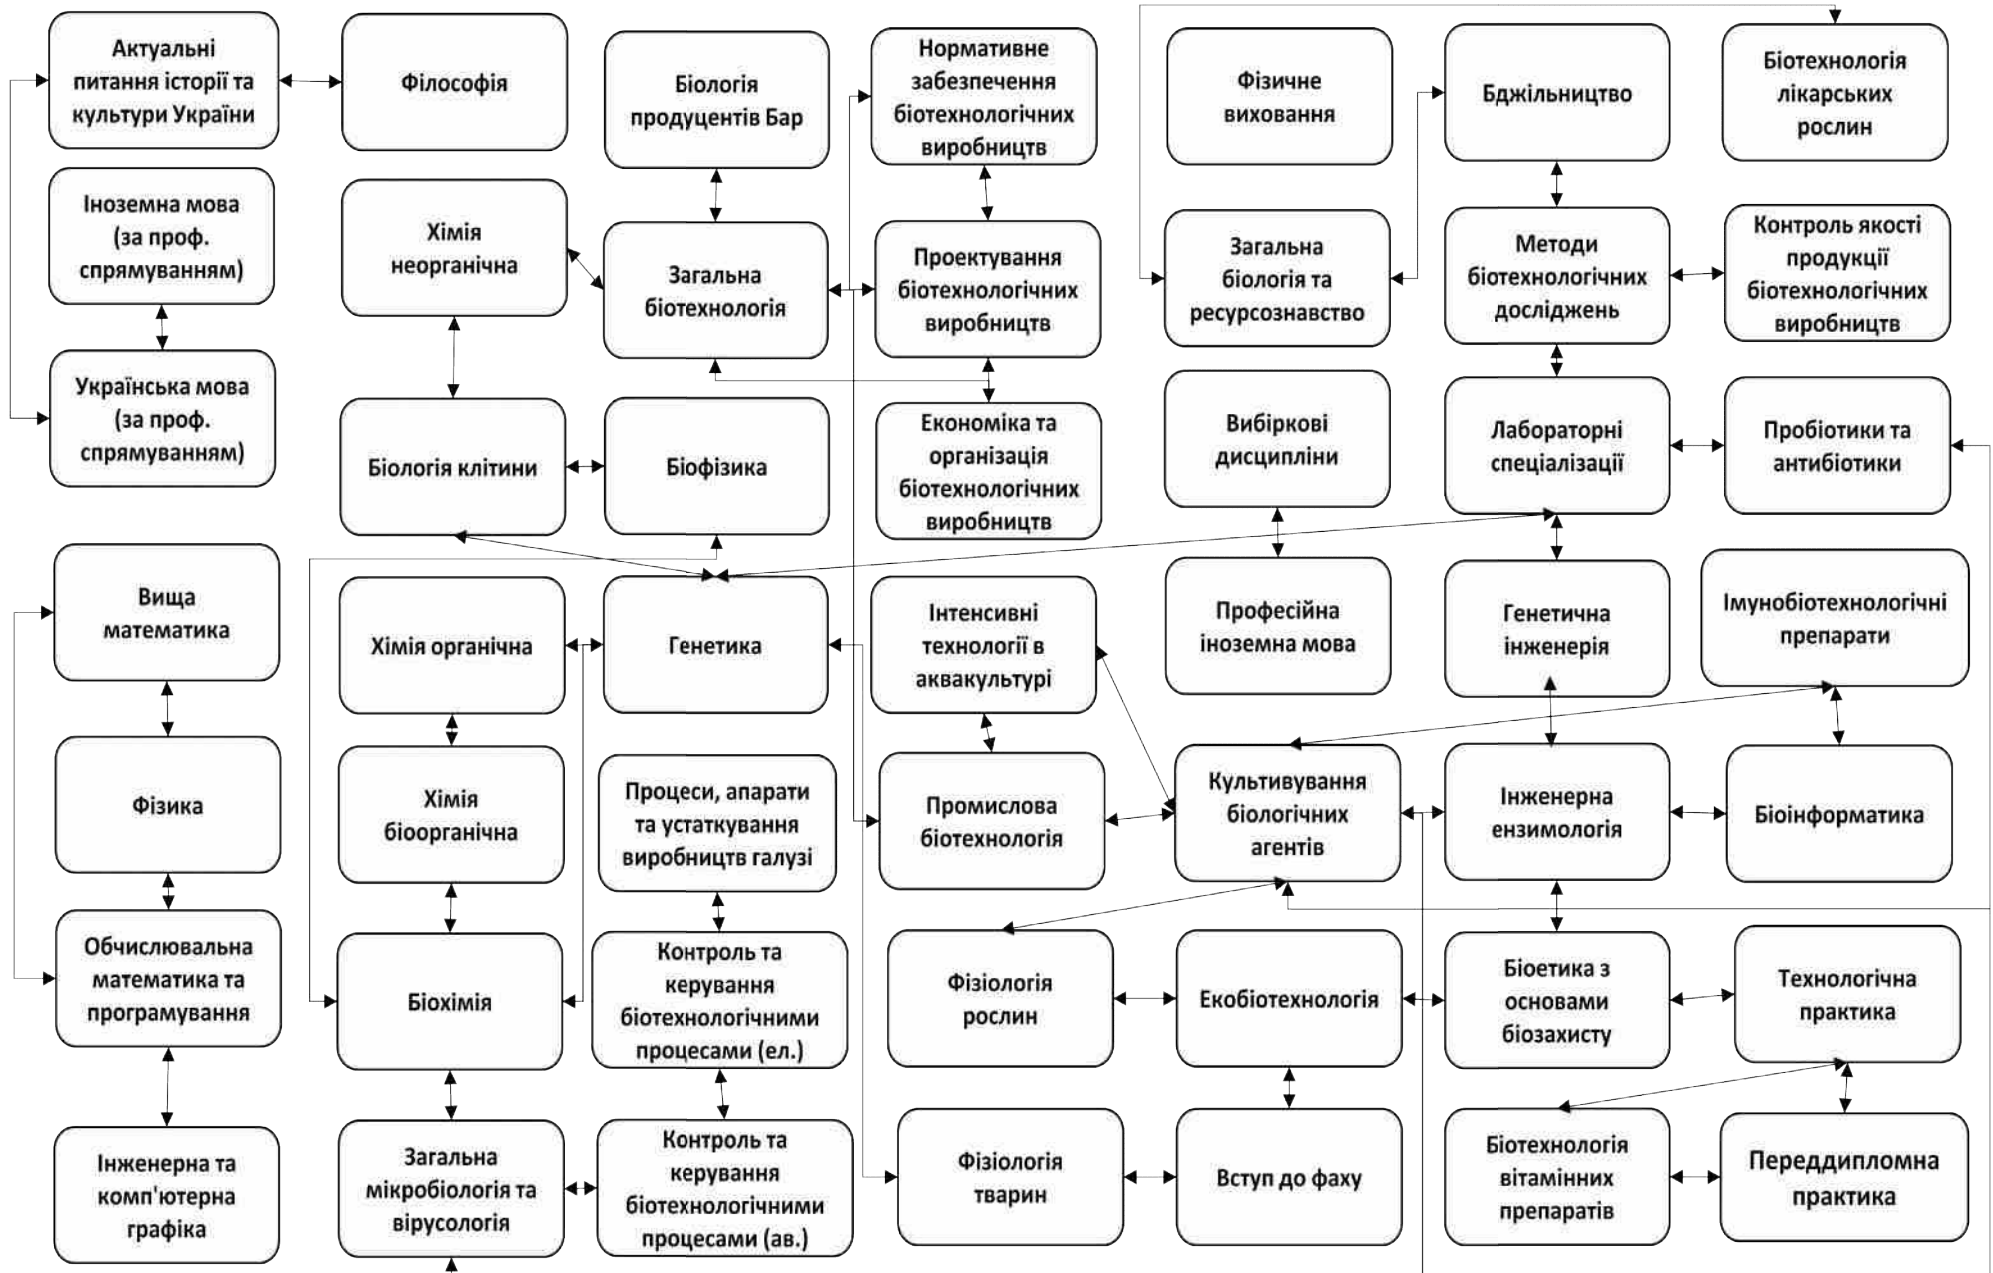 Актуальні
питання історії та
культури України
Філософія
Біологія
продуцентів Бар
Нормативне
забезпечення
біотехнологічних
виробництв
Фізичне
виховання
Бджільництво
Біотехнологія
лікарських
рослин
Іноземна мова
(за проф.
спрямуванням)
Хімія
неорганічна
Загальна
біотехнологія
Проектування
біотехнологічних
виробництв
Загальна
біологія та
ресурсознавство
Методи
біотехнологічних
досліджень
Контроль якості
продукції
біотехнологічних
виробництв
Українська мова
(за проф.
спрямуванням)
Біологія клітини
Біофізика
Економіка та
організація
біотехнологічних
виробництв
Вибіркові
дисципліни
Лабораторні
спеціалізації
Пробіотики та
антибіотики
Вища
математика
Хімія органічна
Генетика
Інтенсивні
технології в
аквакультурі
Професійна
іноземна мова
Генетична
інженерія
Імунобіотехнологічні
препарати
Фізика
Хімія
біоорганічна
Процеси, апарати
та устаткування
виробництв галузі
Промислова
біотехнологія
Культивування
біологічних
агентів
Інженерна
ензимологія
Біоінформатика
Обчислювальна
математика та
програмування
Біохімія
Контроль та
керування
біотехнологічними
процесами (ел.)
Фізіологія
рослин
Екобіотехнологія
Біоетика з
основами
біозахисту
Технологічна
практика
Інженерна та
комп'ютерна
графіка
Загальна
мікробіологія та
вірусологія
Контроль та
керування
біотехнологічними
процесами (ав.)
Фізіологія
тварин
Вступ до фаху
Біотехнологія
вітамінних
препаратів
Переддипломна
практика